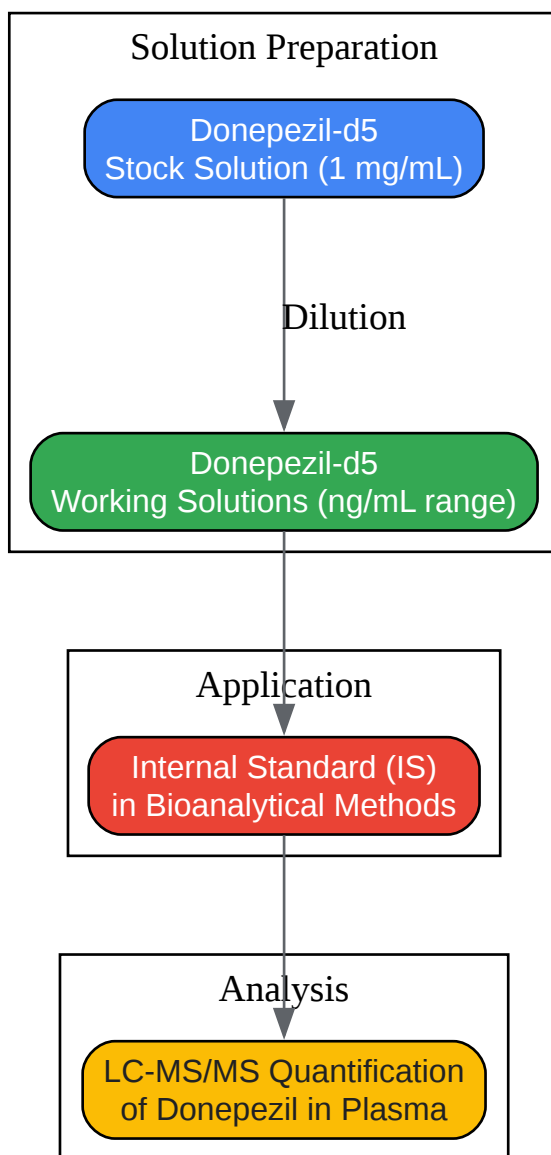 Solution Preparation
Donepezil-d5
Stock Solution (1 mg/mL)
Dilution
Donepezil-d5
Working Solutions (ng/mL range)
Application
Internal Standard (IS)
in Bioanalytical Methods
Analysis
LC-MS/MS Quantification
of Donepezil in Plasma